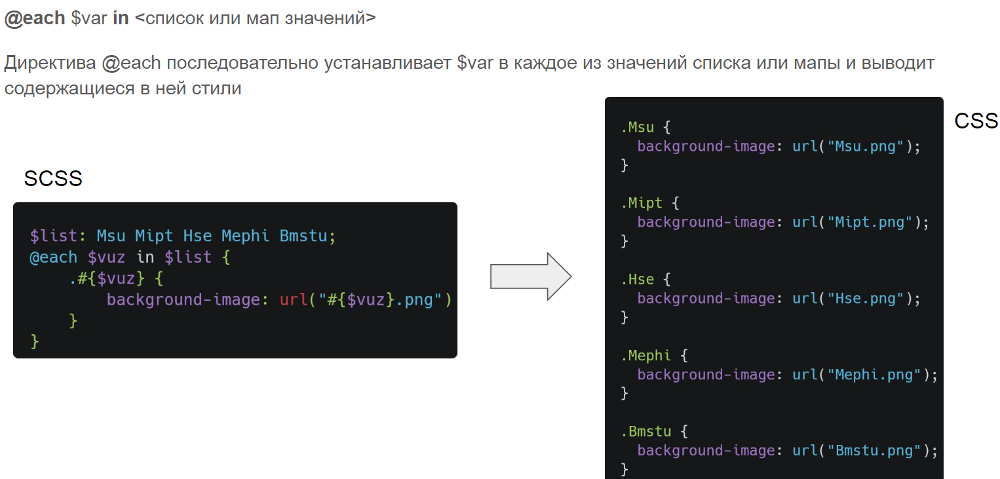 @each $var in <список или мап значений>
Директива @each последовательно устанавливает $var в каждое из значений списка или мапы и выводит
содержащиеся в ней стили
SCSS
$list: Msu Mipt Hse Mephi Bmstu;
@each $vuz in $list {
    .#{$vuz} {
        background-image: url("#{$vuz}.png")
    }
}
CSS
.Msu {
  background-image: url("Msu.png");
}
.Mipt {
  background-image: url("Mipt.png");
}
.Hse {
  background-image: url("Hse.png");
}
.Mephi {
  background-image: url("Mephi.png");
}
.Bmstu {
  background-image: url("Bmstu.png");
}